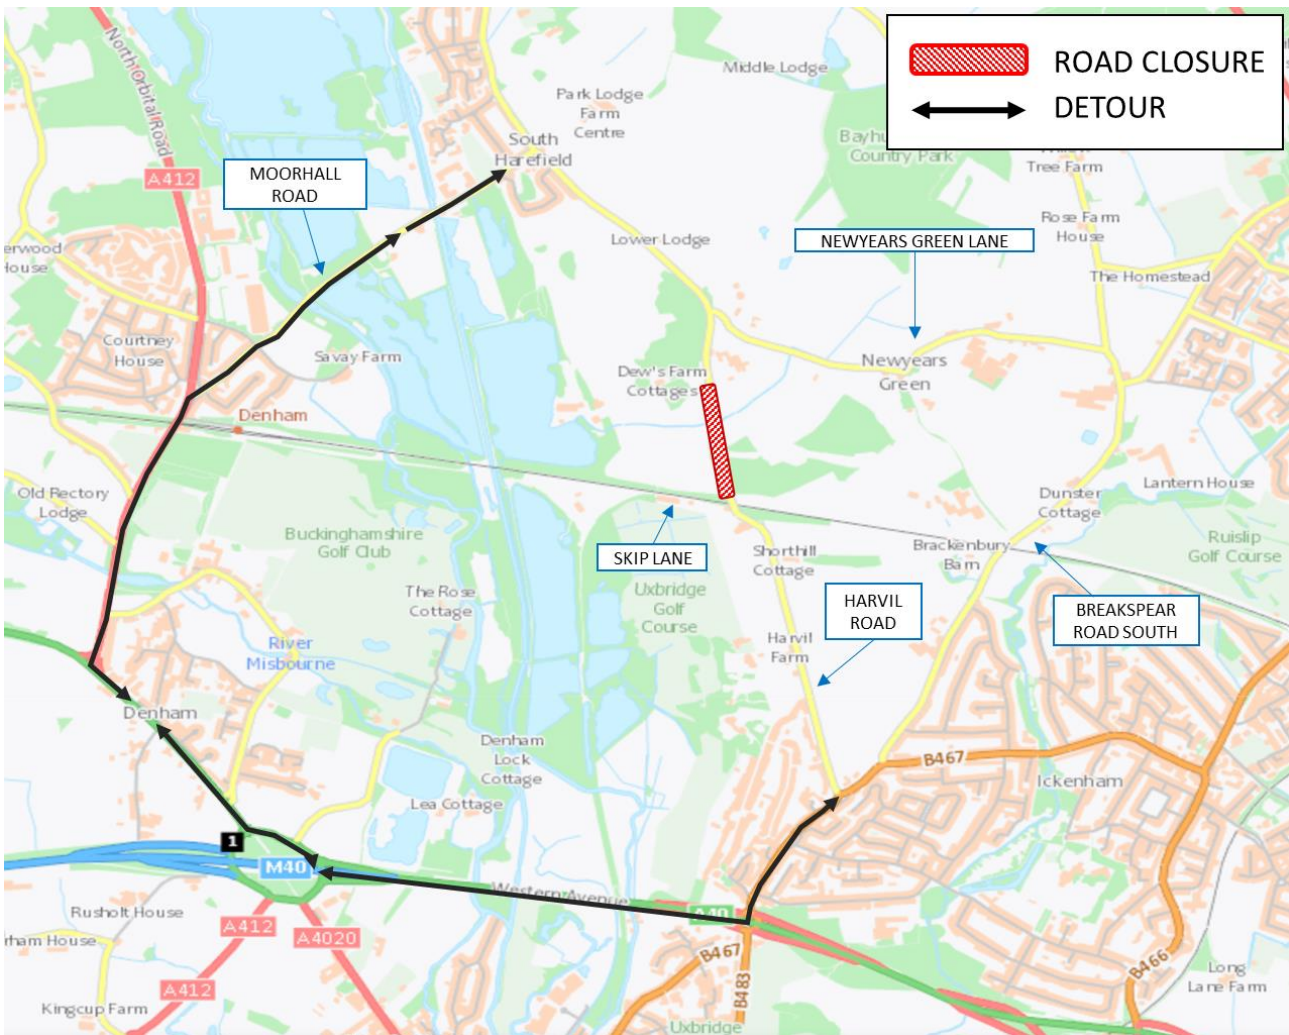 ROAD CLOSURE
DETOUR
North Orbital Road
Middle Lodge
Park Lodge
Farm
Centre
South
Harefield
Country Park
Tree Farm
A412
MOORHALL
ROAD
Rose Farm
House
Lower Lodge
NEWYEARS GREEN LANE
The Homestead
House
Courtney
House
Savay Farm
Newyears
Green
Dew's Farm
Cottages
Denham
Old Rectory
Lodge
Buckinghamshire
Golf Club
Lantern House
Dunster
Cottage
Ruislip
Golf Course
SKIP LANE
Shorthill
Cottage
Brackenbury
Barn
The Rose
Cottage
Uxbridge
Golf
Course
HARVIL
ROAD
BREAKSPEAR
ROAD SOUTH
River
Misbourne
Harvil
Farm
Denham
Denham
Lock
Cottage
B467
Ickenham
Lea Cottage
1
M40
Western Avenue
A40
Rusholt House
A412
A4020
B467
B466
B483
Long
Lane Farm
A412
Kingcup Farm
Uxbridge